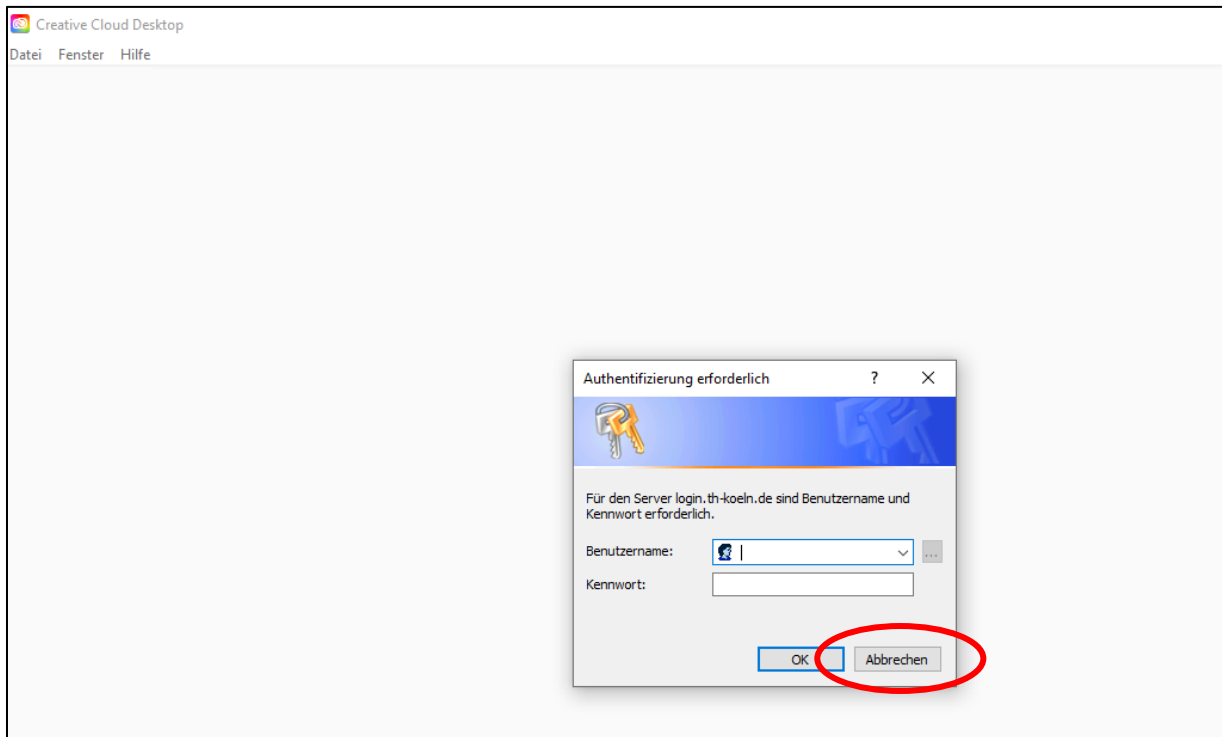 Creative Cloud Desktop
Datei Fenster Hilfe
Authentifizierung erforderlich ?
Für den Server login.th-koeln.de sind Benutzername und
Kennwort erforderlich.
Benutzername:
...
Kennwort:
OK Abbrechen